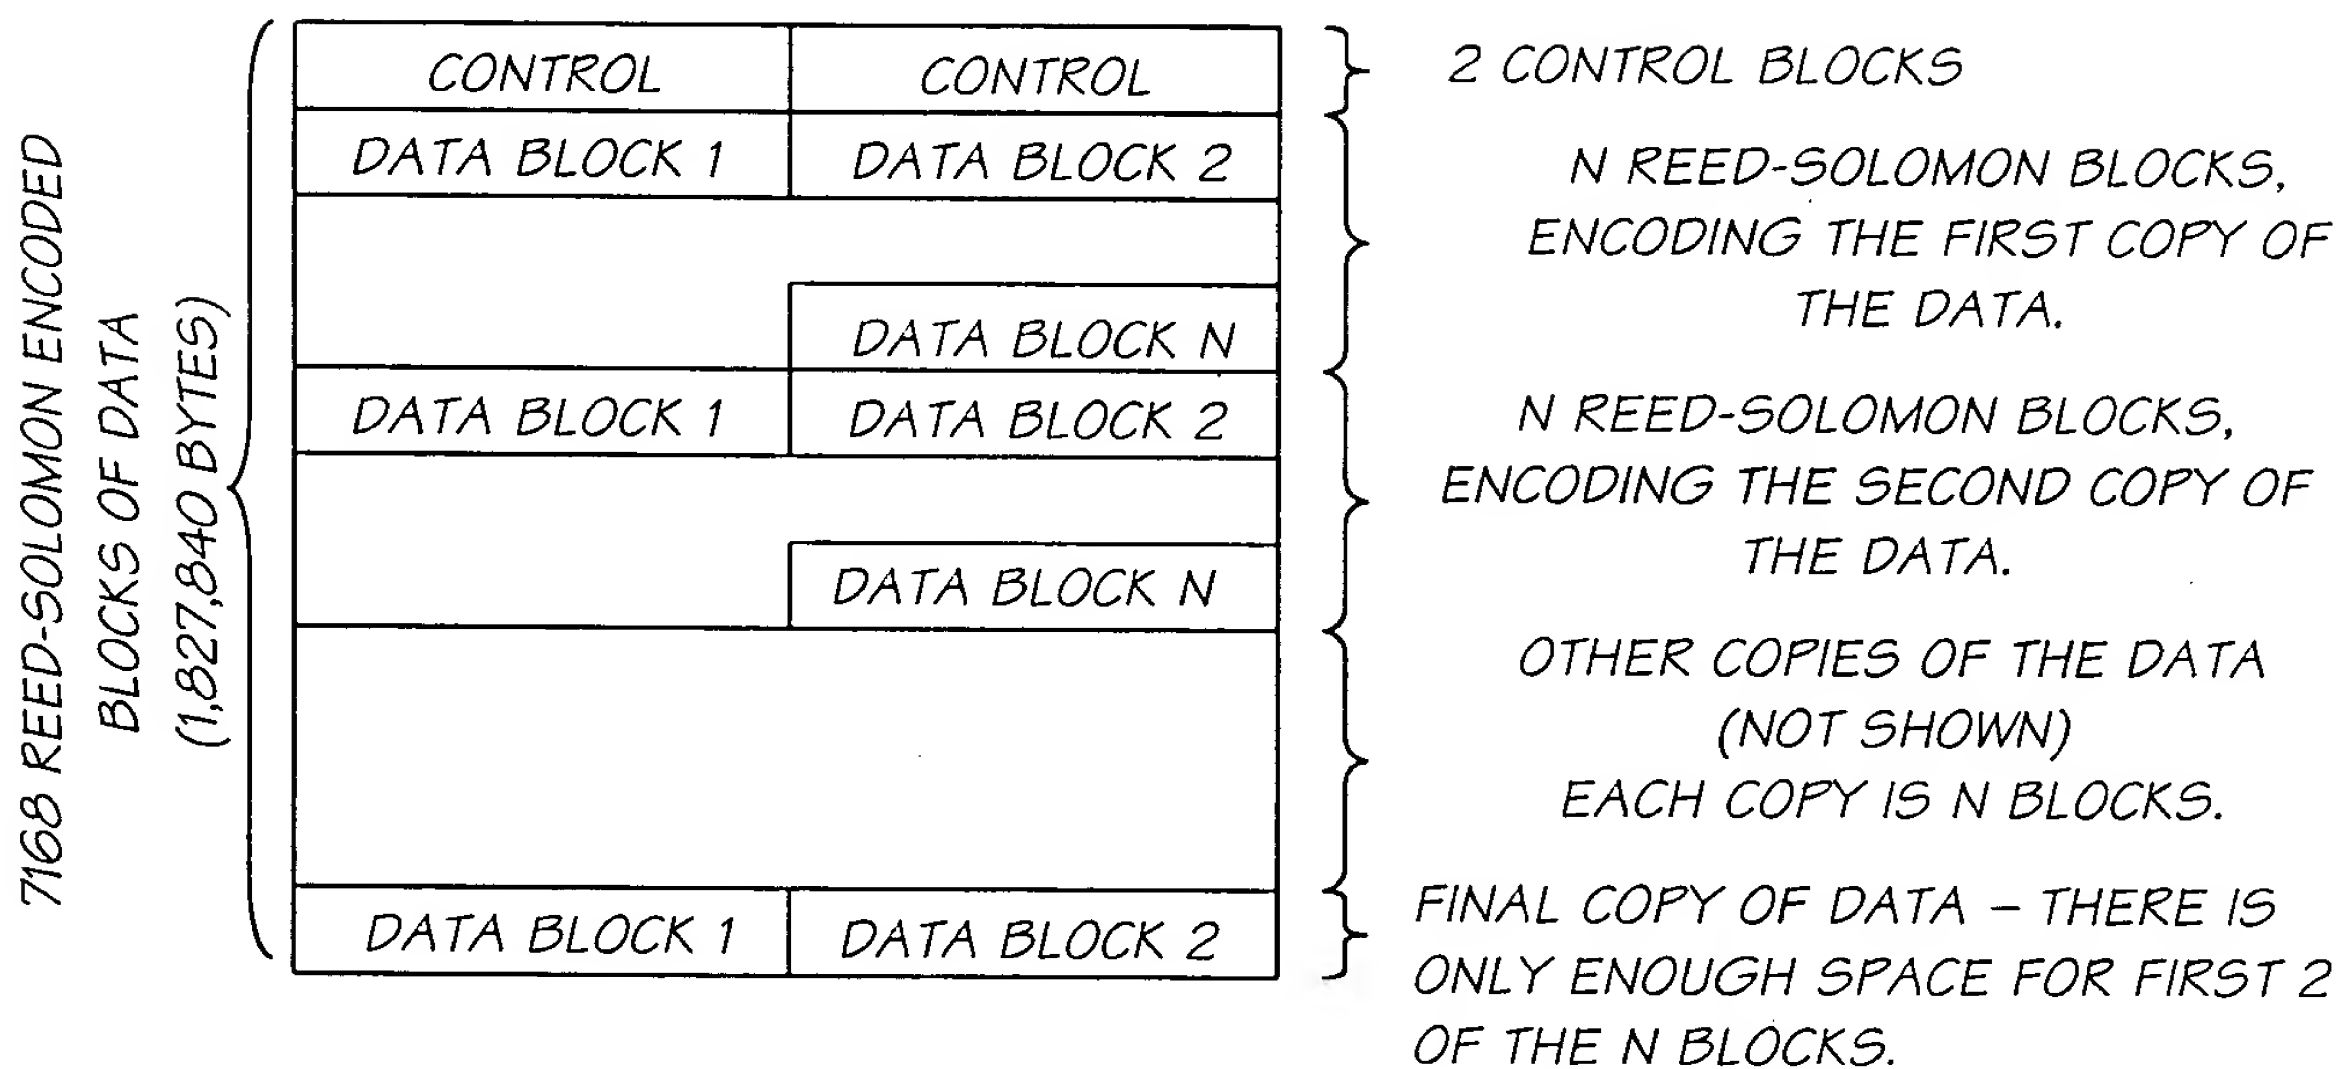 7168 REED-SOLOMON ENCODED
BLOCKS OF DATA
(1,827,840 BYTES)
CONTROL
CONTROL
2 CONTROL BLOCKS
DATA BLOCK 1
DATA BLOCK 2
N REED-SOLOMON BLOCKS,
ENCODING THE FIRST COPY OF
THE DATA.
DATA BLOCK N
DATA BLOCK 1
DATA BLOCK 2
N REED-SOLOMON BLOCKS,
ENCODING THE SECOND COPY OF
THE DATA.
DATA BLOCK N
OTHER COPIES OF THE DATA
(NOT SHOWN)
EACH COPY IS N BLOCKS.
DATA BLOCK 1
DATA BLOCK 2
FINAL COPY OF DATA – THERE IS
ONLY ENOUGH SPACE FOR FIRST 2
OF THE N BLOCKS.